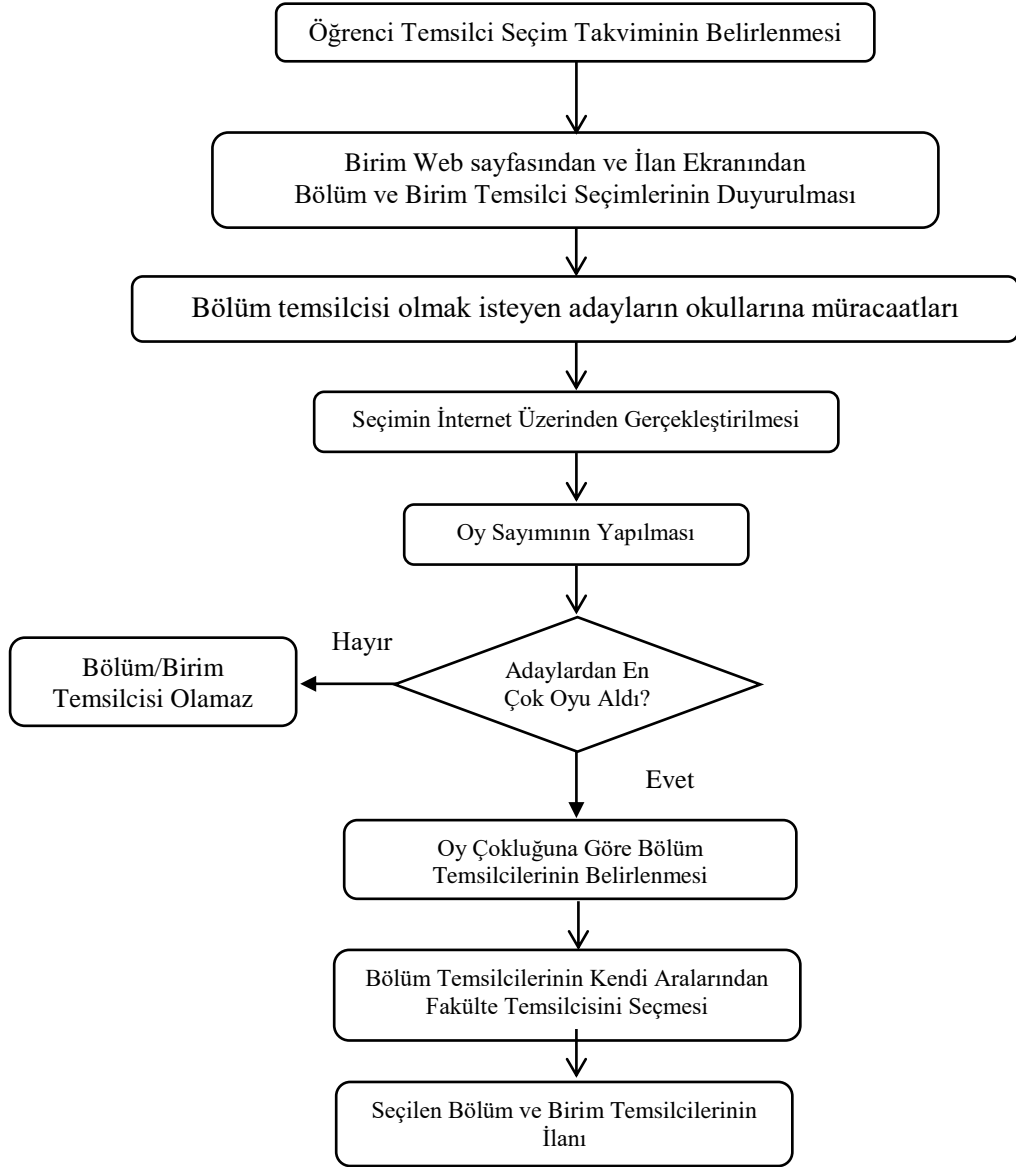 Öğrenci Temsilci Seçim Takviminin Belirlenmesi
Birim Web sayfasından ve İlan Ekranından
Bölüm ve Birim Temsilci Seçimlerinin Duyurulması
Bölüm temsilcisi olmak isteyen adayların okullarına müracaatları
Seçimin İnternet Üzerinden Gerçekleştirilmesi
Oy Sayımının Yapılması
Hayır
Bölüm/Birim
Temsilcisi Olamaz
Adaylardan En
Çok Oyu Aldı?
Evet
Oy Çokluğuna Göre Bölüm
Temsilcilerinin Belirlenmesi
Bölüm Temsilcilerinin Kendi Aralarından
Fakülte Temsilcisini Seçmesi
Seçilen Bölüm ve Birim Temsilcilerinin
İlanı